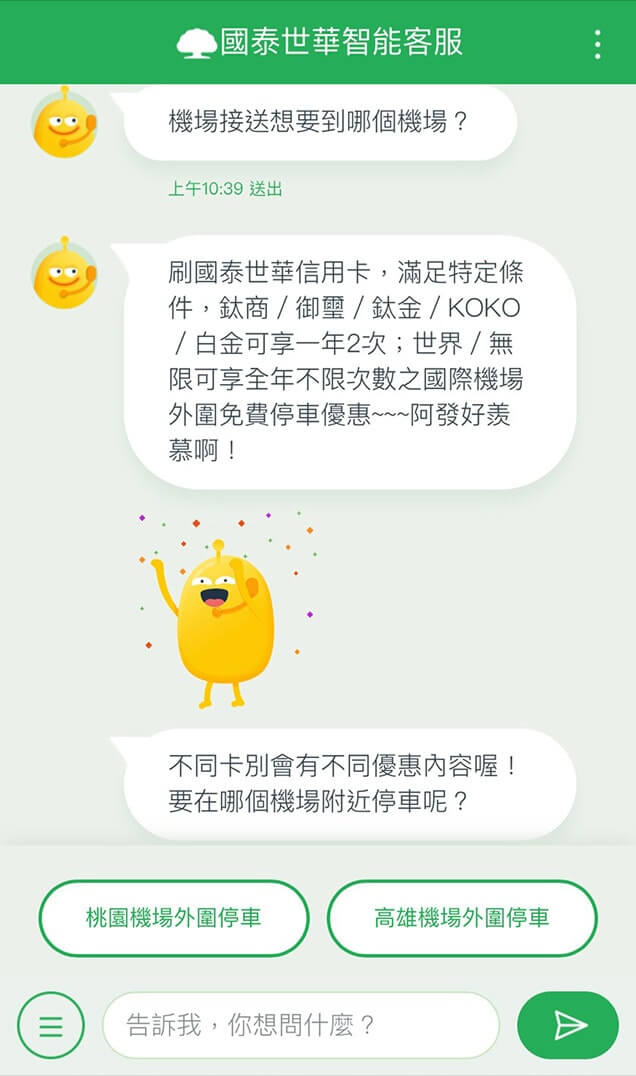 國泰世華智能客服
機場接送想要到哪個機場？
上午10:39 送出
刷國泰世華信用卡，滿足特定條
件，鈦商／御璽／鈦金／KOKO
／白金可享一年2次；世界／無
限可享全年不限次數之國際機場
外圍免費停車優惠~~~阿發好羨
慕啊！
不同卡別會有不同優惠內容喔！
要在哪個機場附近停車呢？
桃園機場外圍停車
高雄機場外圍停車
告訴我，你想問什麼？